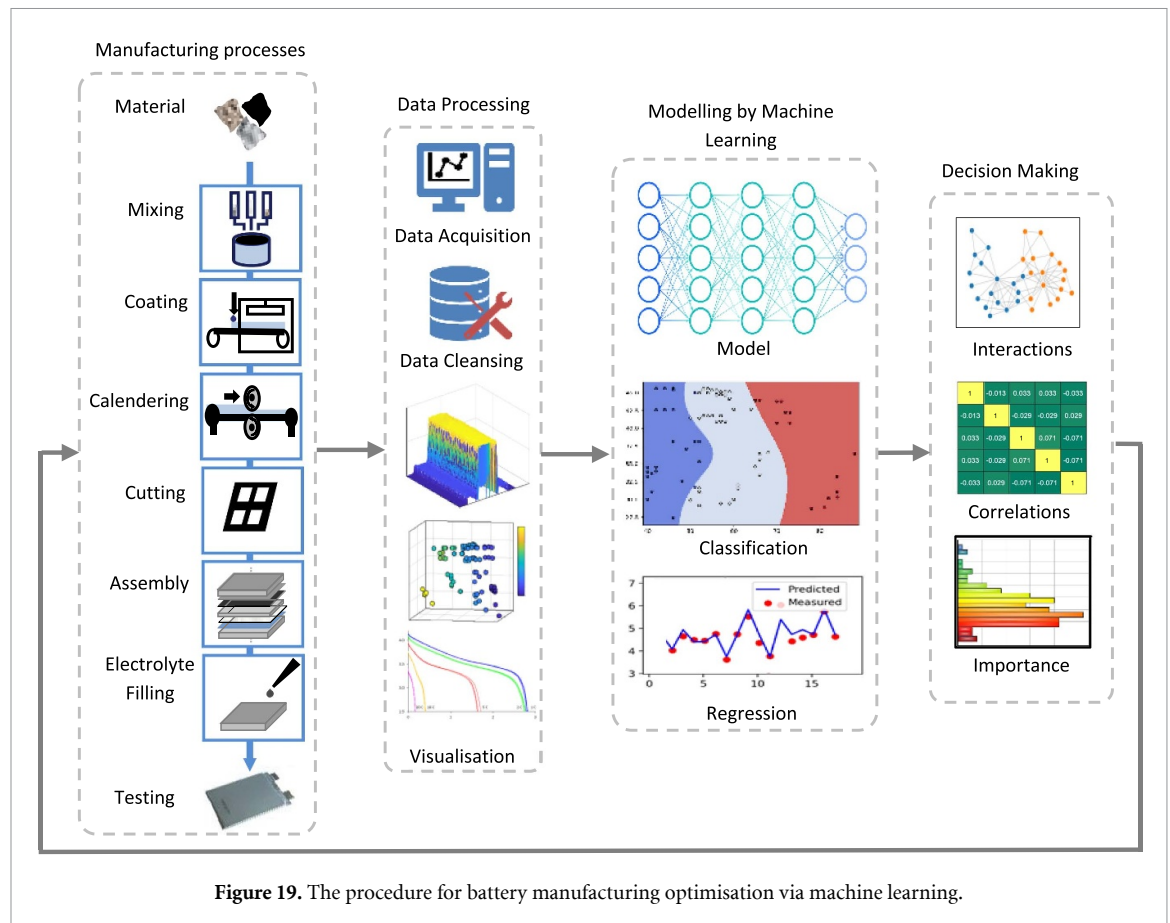 Manufacturing processes
Material
Mixing
Coating
Calendering
Cutting
Assembly
Electrolyte
Filling
Testing
Data Processing
Data Acquisition
Data Cleansing
Visualisation
Modelling by Machine
Learning
Model
Classification
7
6
5
4
3
0 5 10 15
Predicted
Measured
Regression
Decision Making
Interactions
1 -0.013 0.033 0.033 -0.033
-0.013 1 -0.029 -0.029 0.029
0.033 -0.029 1 0.071 -0.071
0.033 -0.029 0.071 1 -0.071
-0.033 0.029 -0.071 -0.071 1
Correlations
Importance
Figure 19. The procedure for battery manufacturing optimisation via machine learning.